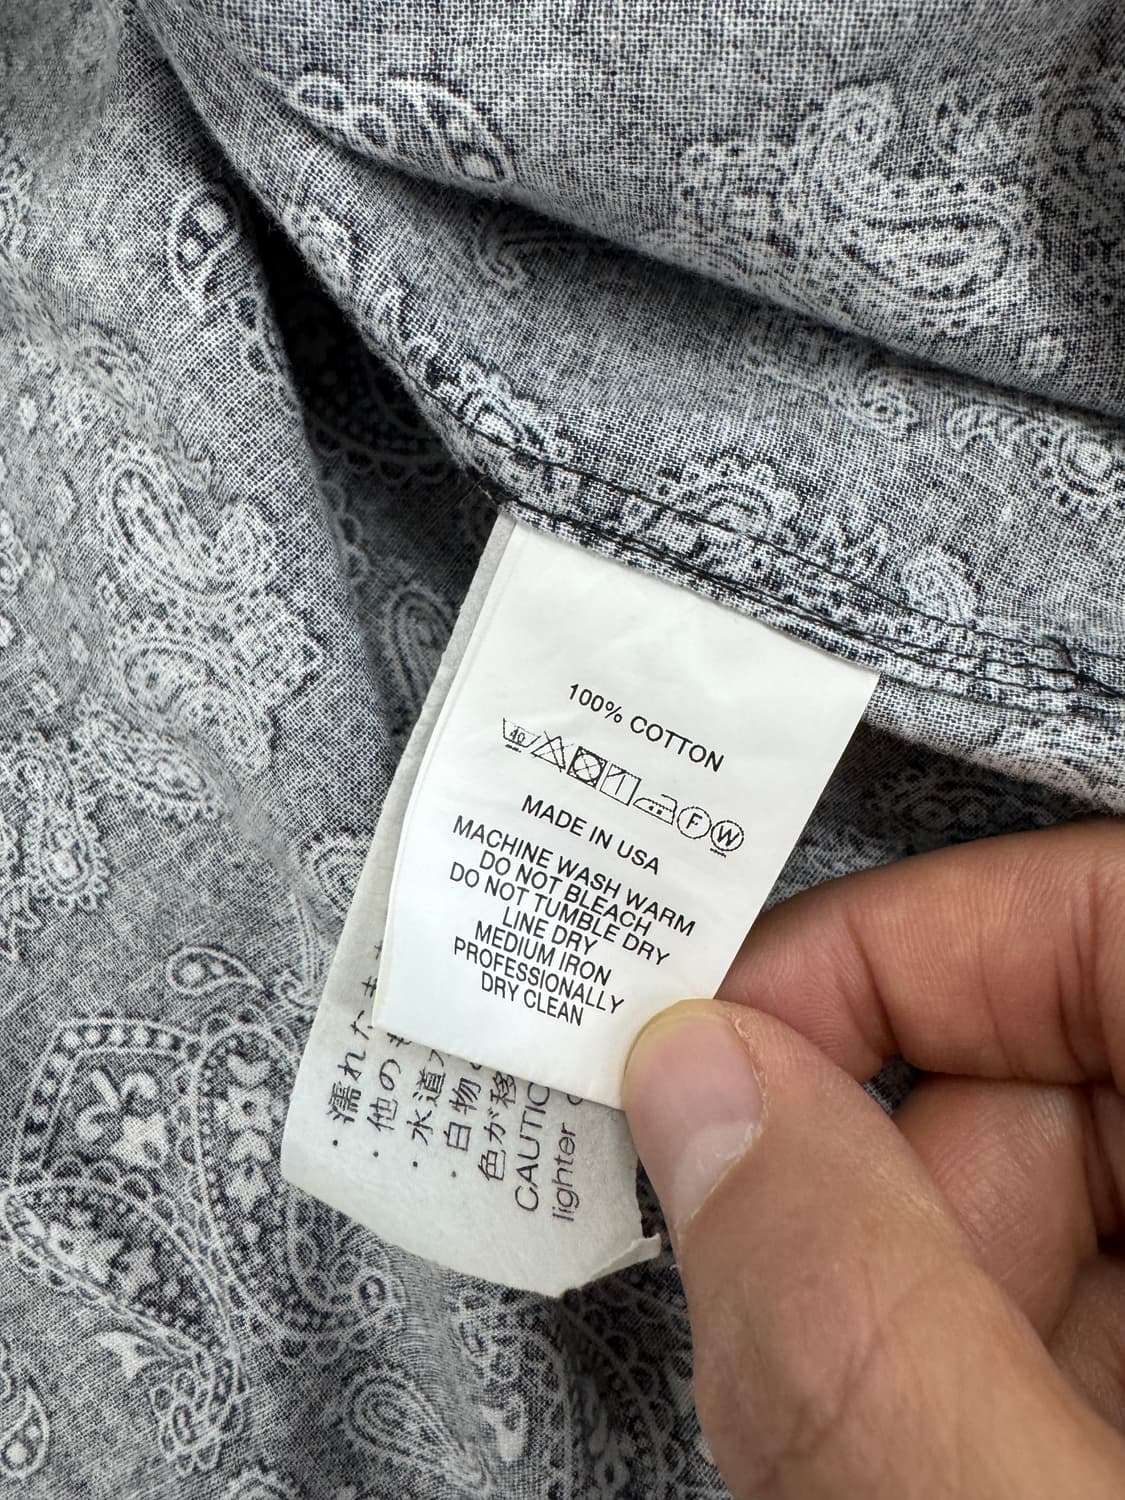 100% COTTON
40
F W
MADE IN USA
MACHINE WASH WARM
DO NOT BLEACH
DO NOT TUMBLE DRY
LINE DRY
MEDIUM IRON
PROFESSIONALLY
DRY CLEAN
・濡れた
・他の
・水道
・白物
色が移
lighter